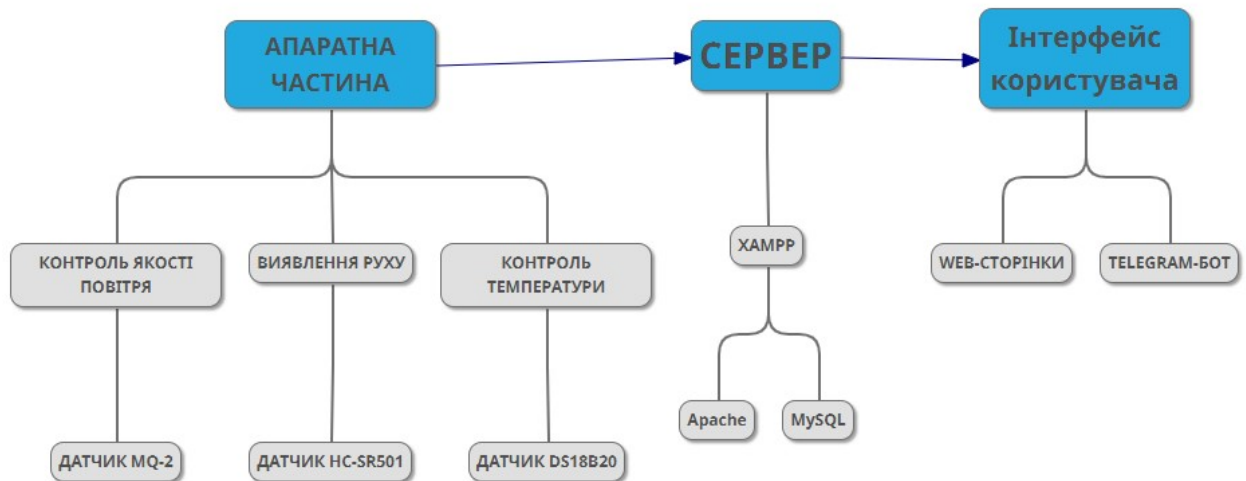 АПАРАТНА
ЧАСТИНА
СЕРВЕР
Інтерфейс
користувача
КОНТРОЛЬ ЯКОСТІ
ПОВІТРЯ
ВИЯВЛЕННЯ РУХУ
КОНТРОЛЬ
ТЕМПЕРАТУРИ
XAMPP
WEB-СТОРІНКИ
TELEGRAM-БОТ
Apache
MySQL
ДАТЧИК MQ-2
ДАТЧИК HC-SR501
ДАТЧИК DS18B20